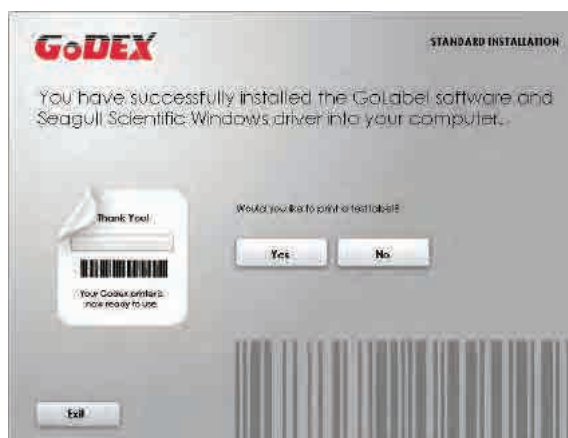 GoDEX
STANDARD INSTALLATION
You have successfully installed the GoLabel software and
Seagull Scientific Windows driver into your computer.
Thank You!
Your Godex printer is
now ready to use
Would you like to print a test label?
Yes
No
Exit